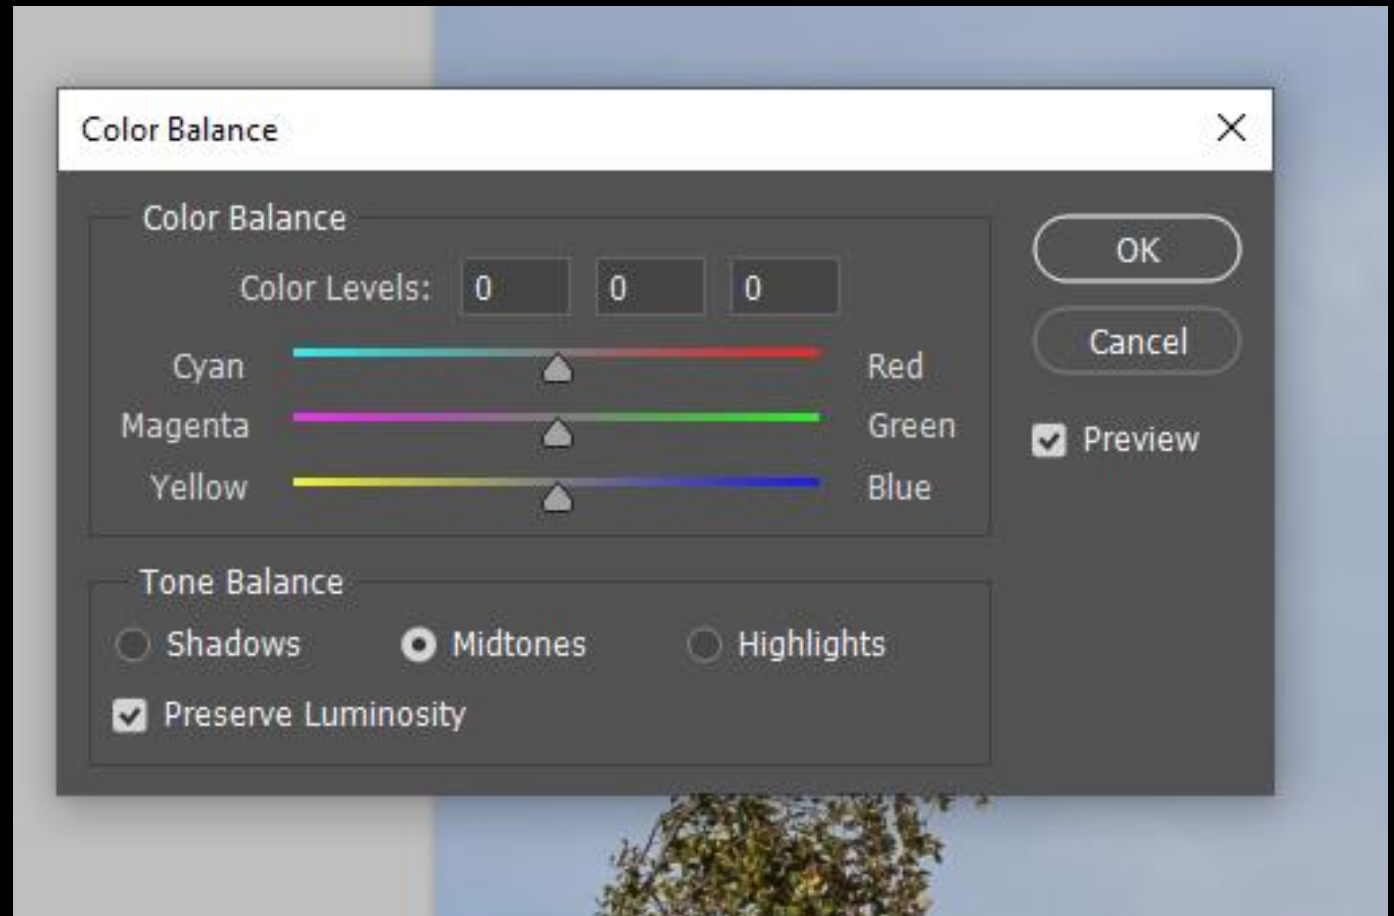 Color Balance
Color Balance
Color Levels: 0 0 0
OK
Cancel
Cyan Red
Magenta Green
Preview
Yellow Blue
Tone Balance
Shadows Midtones Highlights
Preserve Luminosity